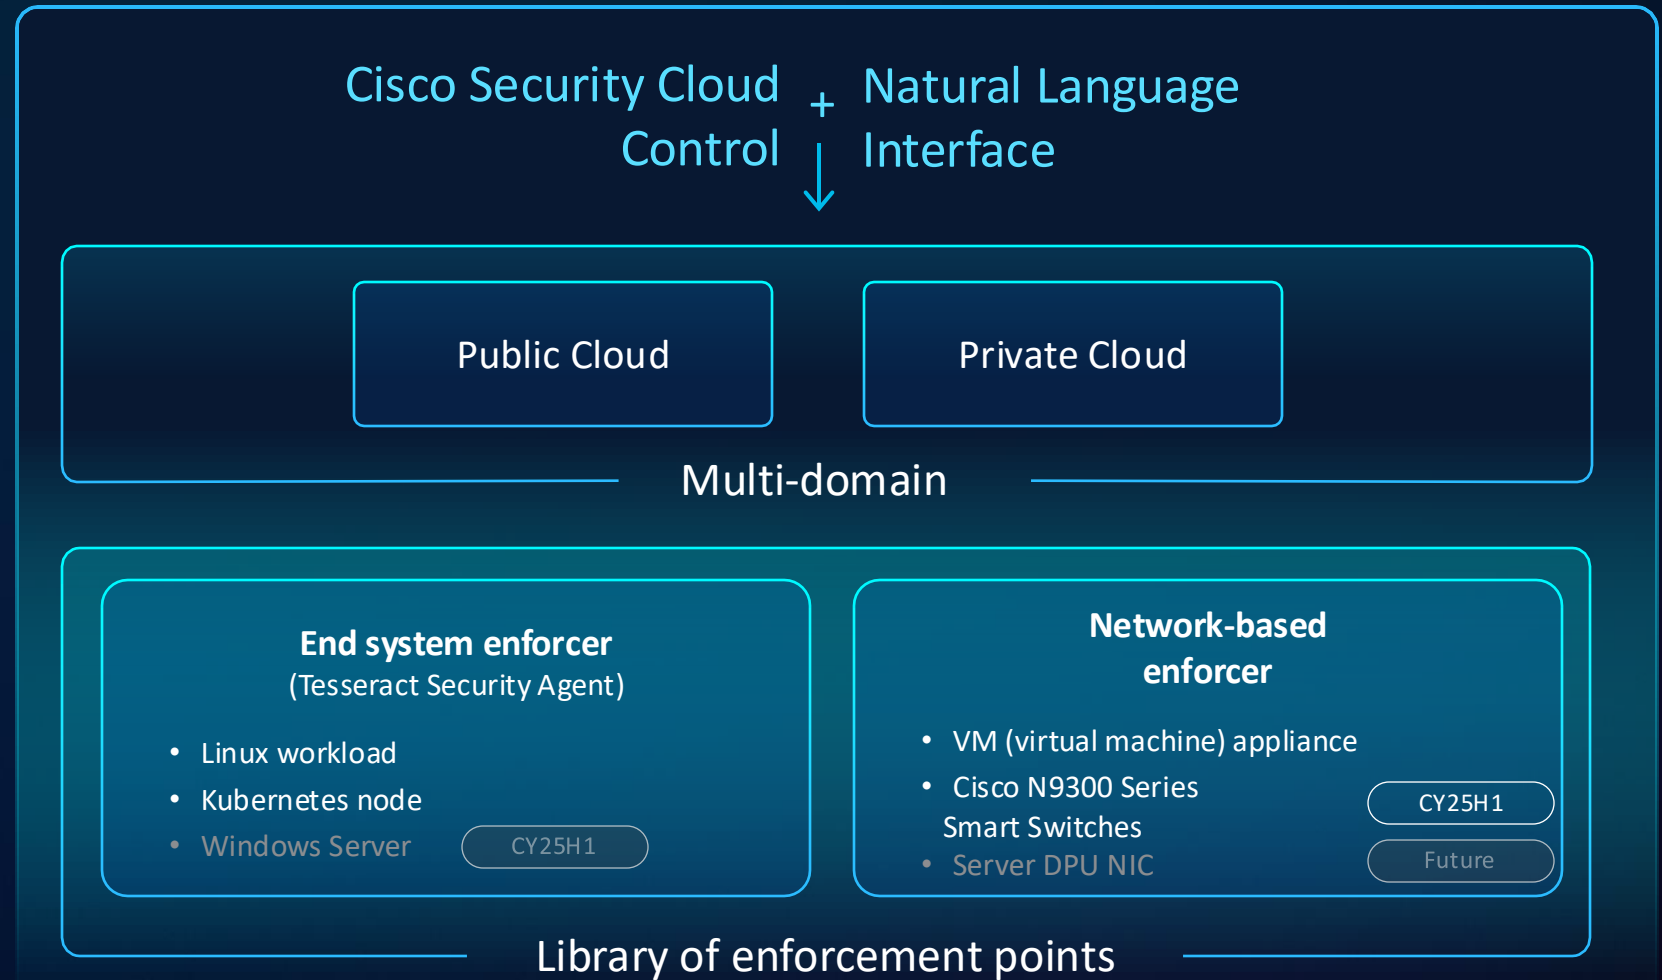 Cisco Security Cloud
Control
+
Natural Language
Interface
Public Cloud
Private Cloud
Multi-domain
End system enforcer
(Tesseract Security Agent)
• Linux workload
• Kubernetes node
• Windows Server
CY25H1
Network-based
enforcer
• VM (virtual machine) appliance
• Cisco N9300 Series
Smart Switches
CY25H1
• Server DPU NIC
Future
Library of enforcement points